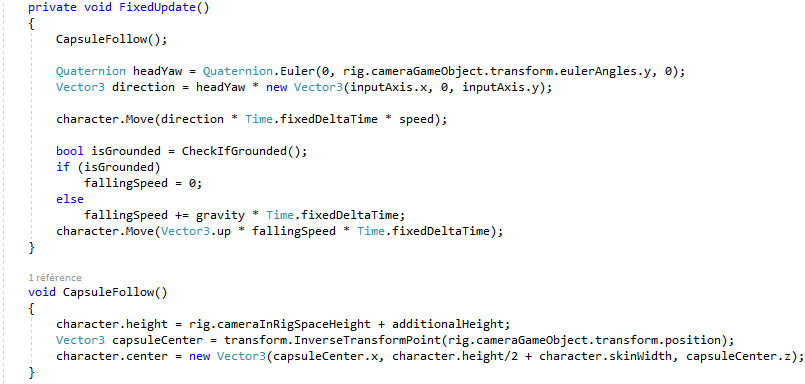 private void FixedUpdate()
{
CapsuleFollow();
Quaternion headYaw = Quaternion.Euler(0, rig.cameraGameObject.transform.eulerAngles.y, 0);
Vector3 direction = headYaw * new Vector3(inputAxis.x, 0, inputAxis.y);
character.Move(direction * Time.fixedDeltaTime * speed);
bool isGrounded = CheckIfGrounded();
if (isGrounded)
fallingSpeed = 0;
else
fallingSpeed += gravity * Time.fixedDeltaTime;
character.Move(Vector3.up * fallingSpeed * Time.fixedDeltaTime);
}
1 référence
void CapsuleFollow()
{
character.height = rig.cameraInRigSpaceHeight + additionalHeight;
Vector3 capsuleCenter = transform.InverseTransformPoint(rig.cameraGameObject.transform.position);
character.center = new Vector3(capsuleCenter.x, character.height/2 + character.skinWidth, capsuleCenter.z);
}